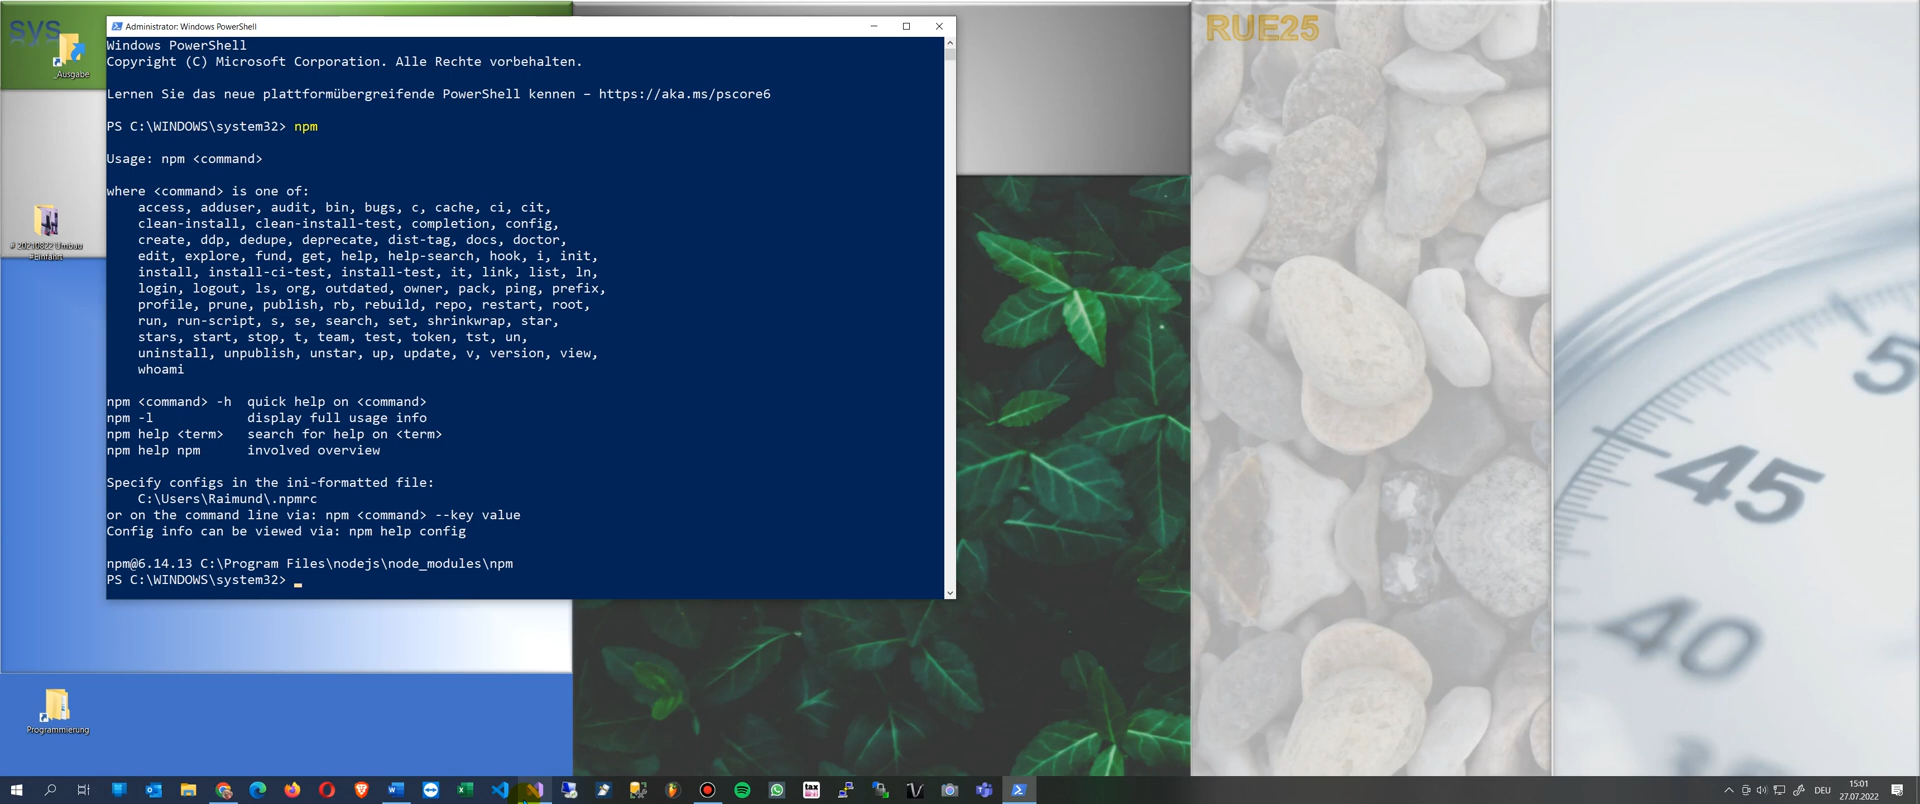 SVS
Administrator: Windows PowerShell
RUE25
Windows PowerShell
Copyright (C) Microsoft Corporation. Alle Rechte vorbehalten.
Lernen Sie das neue plattformübergreifende PowerShell kennen – https://aka.ms/pscore6
PS C:\WINDOWS\system32> npm
Usage: npm <command>
where <command> is one of:
access, adduser, audit, bin, bugs, c, cache, ci, cit,
clean-install, clean-install-test, completion, config,
create, ddp, dedupe, deprecate, dist-tag, docs, doctor,
edit, explore, fund, get, help, help-search, hook, i, init,
install, install-ci-test, install-test, it, link, list, ln,
login, logout, ls, org, outdated, owner, pack, ping, prefix,
profile, prune, publish, rb, rebuild, repo, restart, root,
run, run-script, s, se, search, set, shrinkwrap, star,
stars, start, stop, t, team, test, token, tst, un,
uninstall, unpublish, unstar, up, update, v, version, view,
whoami
npm <command> -h  quick help on <command>
npm -l            display full usage info
npm help <term>   search for help on <term>
npm help npm      involved overview
Specify configs in the ini-formatted file:
C:\Users\Raimund\.npmrc
or on the command line via: npm <command> --key value
Config info can be viewed via: npm help config
npm@6.14.13 C:\Program Files\nodejs\node_modules\npm
PS C:\WINDOWS\system32>
_Ausgabe
# 20210822 Umbau
#Einfahrt
Programmierung
5
45
40
tax
DEU
15:01
27.07.2022